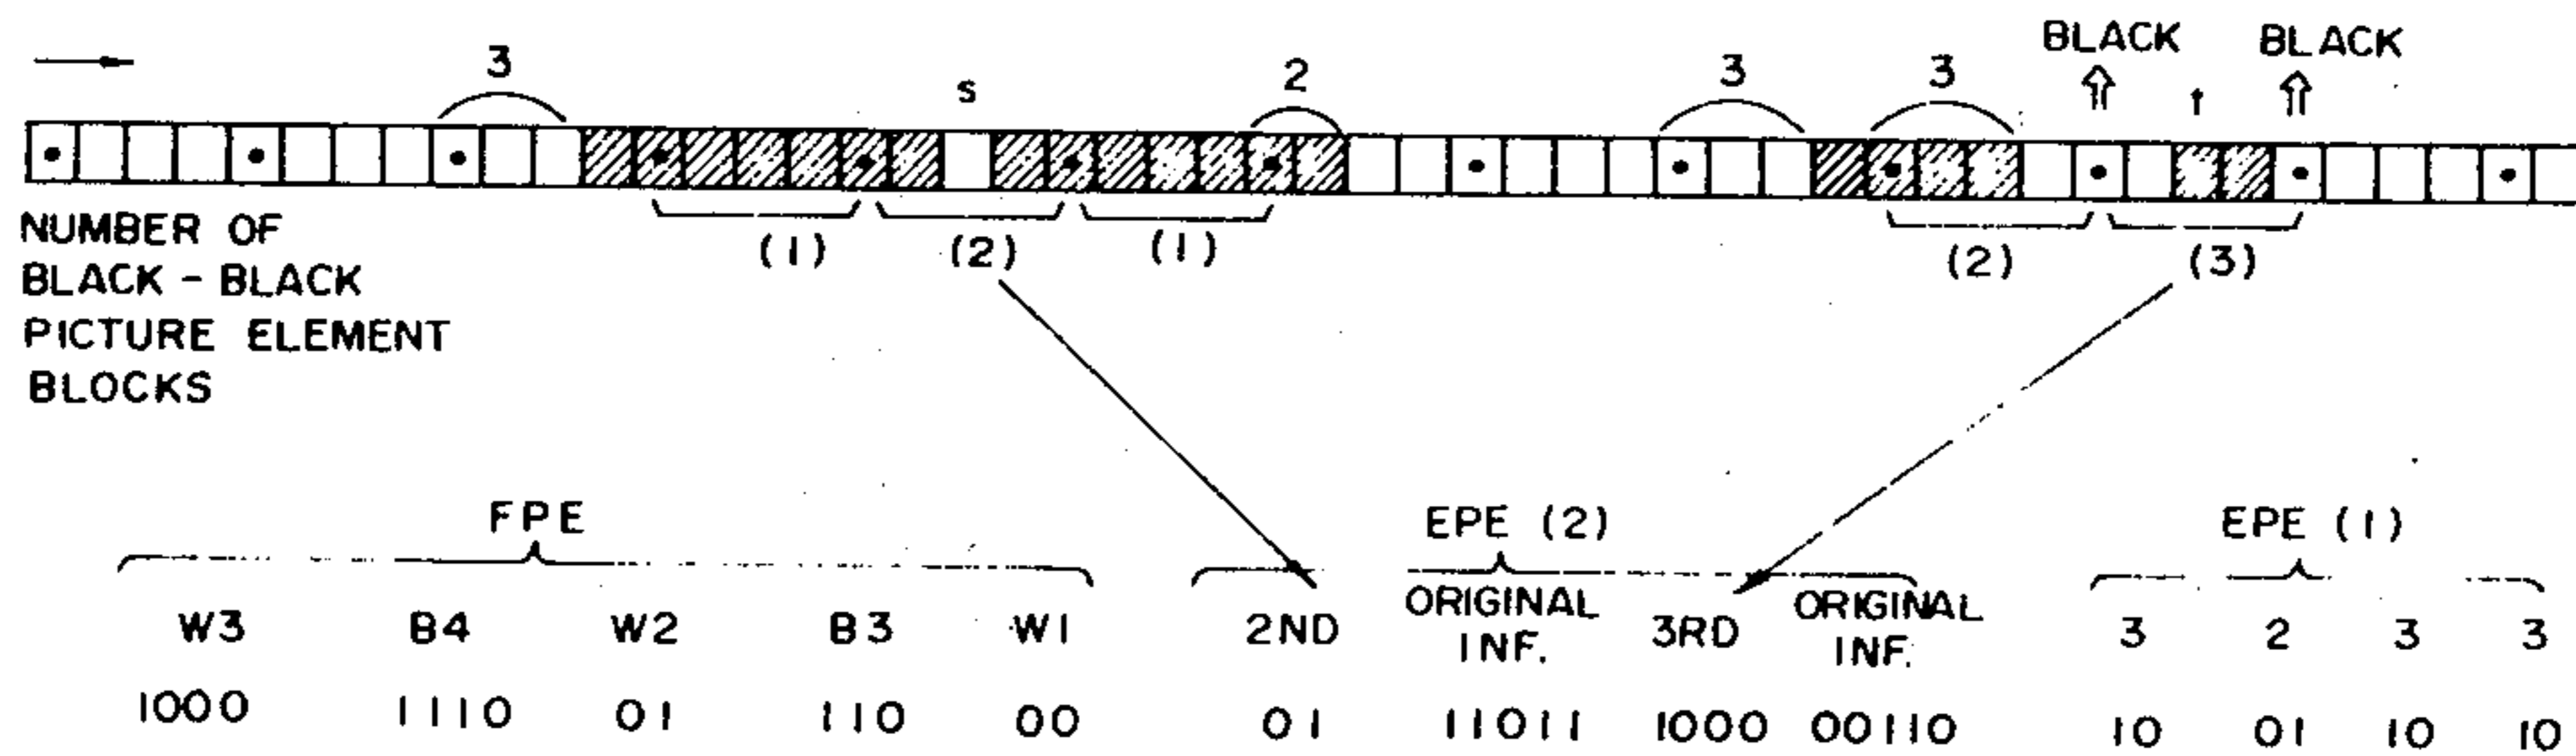 BLACK BLACK
3 s 2 3 3 t
NUMBER OF
BLACK - BLACK
PICTURE ELEMENT
BLOCKS
(1) (2) (1) (2) (3)
FPE EPE (2) EPE (1)
W3 B4 W2 B3 W1 2ND ORIGINAL INF. 3RD ORIGINAL INF. 3 2 3 3
1000 1110 01 110 00 01 11011 1000 00110 10 01 10 10